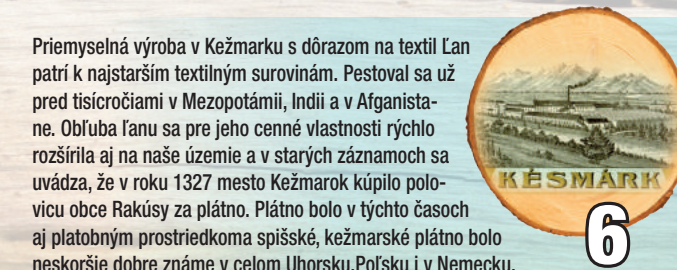 Priemyselná výroba v Kežmarku s dôrazom na textil Ľan
patrí k najstarším textilným surovinám. Pestoval sa už
pred tisícročiami v Mezopotámii, Indii a v Afganista-
ne. Obľuba ľanu sa pre jeho cenné vlastnosti rýchlo
rozšírila aj na naše územie a v starých záznamoch sa
uvádza, že v roku 1327 mesto Kežmarok kúpilo polo-
vicu obce Rakúsy za plátno. Plátno bolo v týchto časoch
aj platobným prostriedkoma spišské, kežmarské plátno bolo
neskoršie dobre známe v celom Uhorsku,Poľsku i v Nemecku.
KÉSMÁRK
6